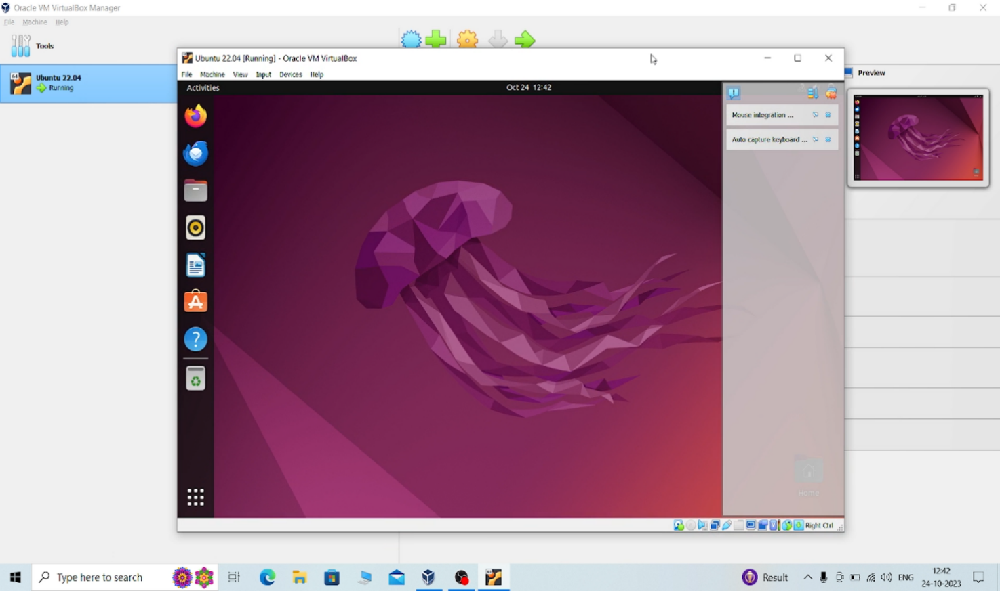 Oracle VM VirtualBox Manager
File Machine Help
Tools
Ubuntu 22.04
Running
64
Ubuntu 22.04 [Running] - Oracle VM VirtualBox
File Machine View Input Devices Help
Activities
Oct 24 12:42
Mouse integration ...
Auto capture keyboard ...
Home
Right Ctrl
Preview
Type here to search
Result
ENG
12:42
24-10-2023